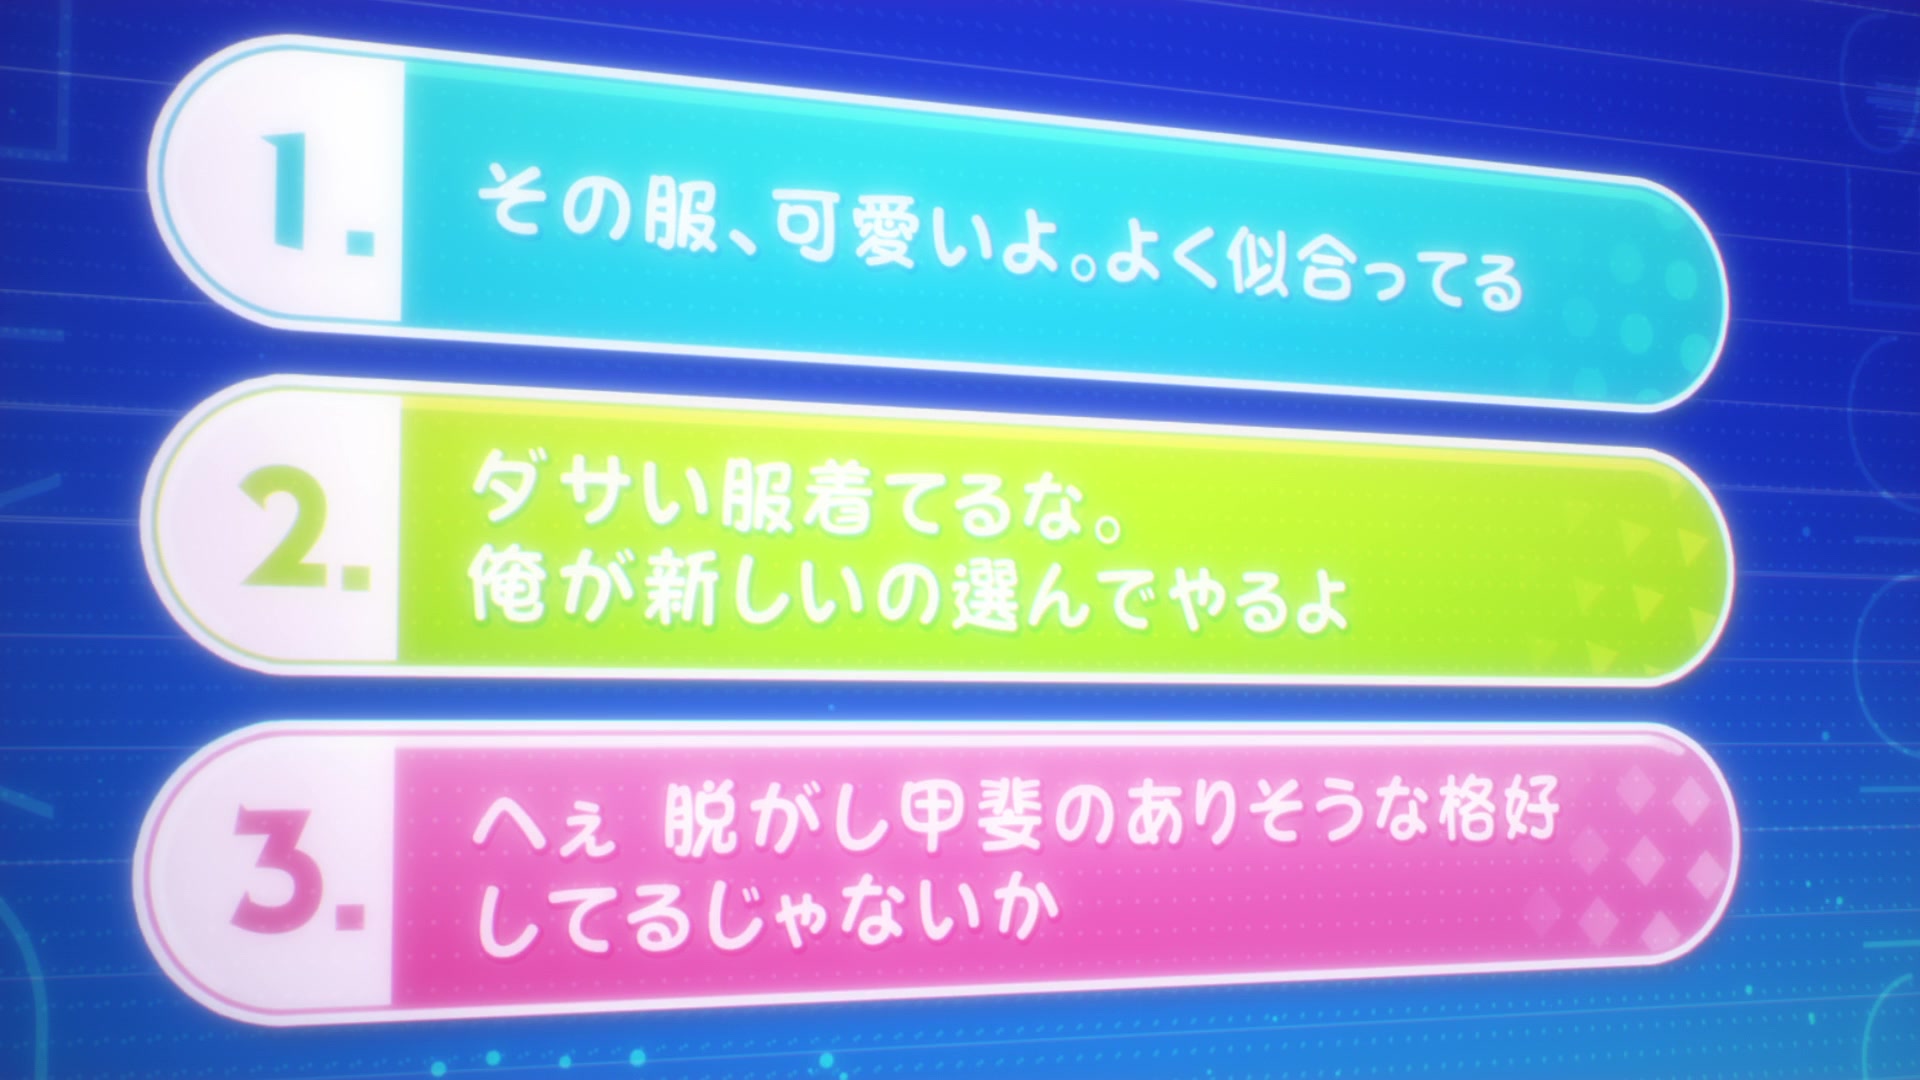 1.
その服、可愛いよ。よく似合ってる
2.
ダサい服着てるな。
俺が新しいの選んでやるよ
3.
へぇ 脱がし甲斐のありそうな格好
してるじゃないか